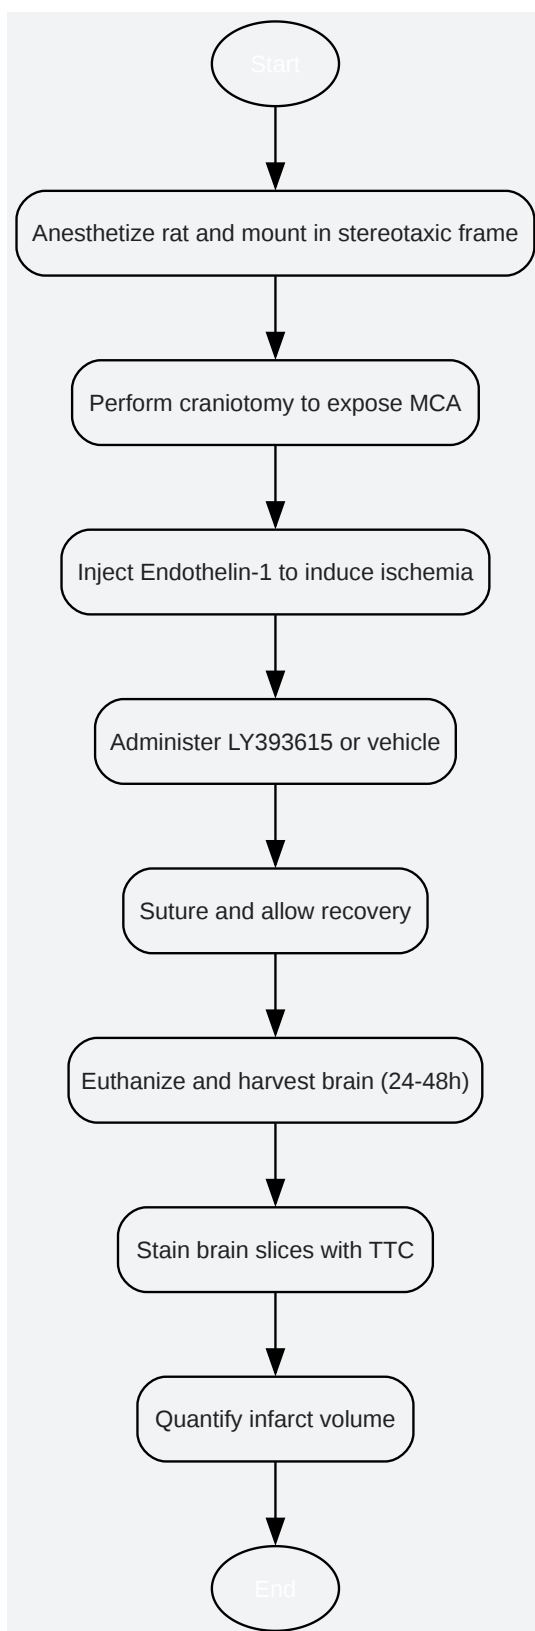 Start
Anesthetize rat and mount in stereotaxic frame
Perform craniotomy to expose MCA
Inject Endothelin-1 to induce ischemia
Administer LY393615 or vehicle
Suture and allow recovery
Euthanize and harvest brain (24-48h)
Stain brain slices with TTC
Quantify infarct volume
End